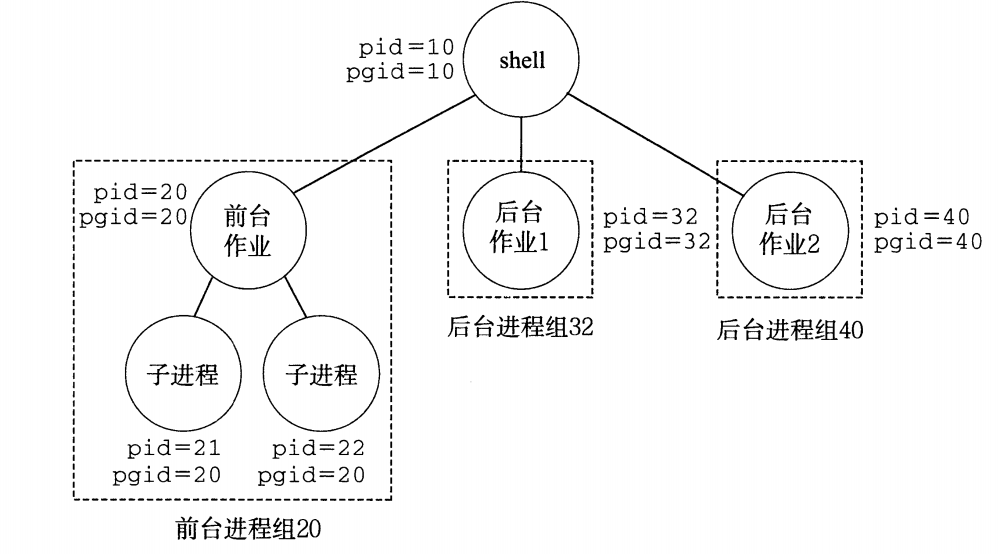 pid=10
pgid=10
shell
pid=20
pgid=20
前台
作业
后台
作业1
pid=32
pgid=32
后台
作业2
pid=40
pgid=40
后台进程组32
后台进程组40
子进程
子进程
pid=21
pgid=20
pid=22
pgid=20
前台进程组20